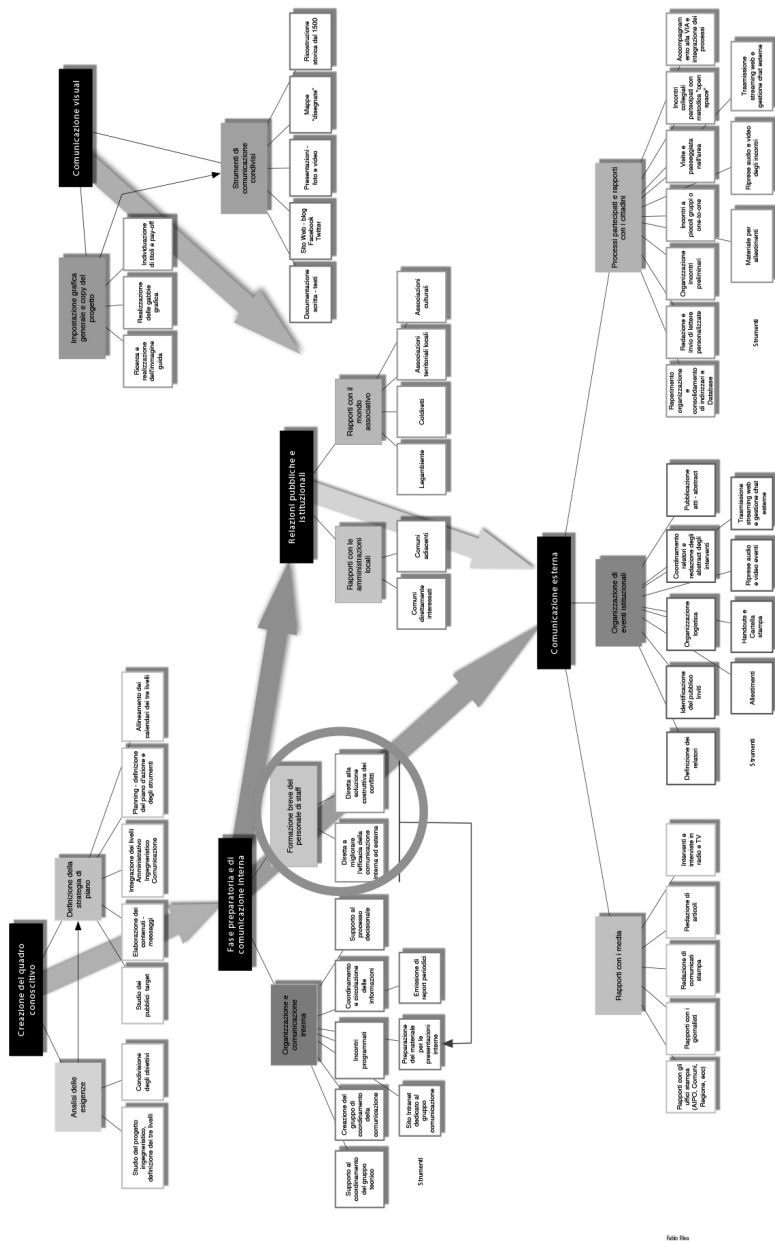 Creazione del quadro
conoscitivo
Analisi delle
esigenze
Studio del progetto
ingegneristico,
definizione dei tre livelli
Condivisione
degli obiettivi
Definizione della
strategia di
piano
Studio dei
pubblici target
Elaborazione dei
contenuti -
messaggi
Integrazione dei livelli
Amministrativo
Ingegneristico
Comunicazione
Planning - definizione
del piano d'azione e
degli strumenti
Allineamento dei
calendari dei tre livelli
Comunicazione visual
Impostazione grafica
generale e copy del
progetto
Ricerca e
realizzazione
dell'immagine
guida
Realizzazione
delle gabbie
grafica
Individuazione
di titoli e pay-off
Strumenti di
comunicazione
condivisi
Documentazione
scritta - testi
Sito Web - blog
Facebook
Twitter
Presentazioni -
foto e video
Mappe
"disegnate"
Ricostruzione
storica dal 1500
Fase preparatoria e di
comunicazione interna
Organizzazione e
comunicazione
interna
Supporto al
coordinamento
del gruppo
tecnico
Creazione del
gruppo di
coordinamento
della
comunicazione
Incontri
programmati
Coordinamento
e circolazione
delle
informazioni
Supporto al
processo
decisionale
Strumenti
Sito Intranet
dedicato al
gruppo
comunicazione
Preparazione
del materiale
per le
presentazioni
interne
Emissione di
report periodici
Formazione breve del
personale di staff
Diretta a
migliorare
l'efficacia della
comunicazione
interna ed esterna
Diretta alla
soluzione
costruttiva dei
conflitti
Relazioni pubbliche e
istituzionali
Rapporti con le
amministrazioni
locali
Comuni
direttamente
interessati
Comuni
adiacenti
Rapporti con il
mondo
associativo
Legambiente
Coldiretti
Associazioni
territoriali locali
Associazioni
culturali
Comunicazione esterna
Rapporti con i media
Rapporti con gli
uffici stampa
(AIPO, Comuni,
Regione, ecc)
Rapporti con i
giornalisti
Redazione di
comunicati
stampa
Redazione di
articoli
Interventi e
interviste in
radio e TV
Organizzazione di
eventi istituzionali
Definizione dei
relatori
Identificazione
del pubblico
Inviti
Organizzazione
logistica
Coordinamento
relatori e
redazione degli
abstract degli
interventi
Pubblicazione
atti - abstract
Strumenti
Allestimenti
Handouts e
Cartella
stampa
Riprese audio
e video eventi
Trasmissione
streaming web
e gestione chat
esterne
Processi partecipati e rapporti
con i cittadini
Reperimento
organizzazione
e
consolidamento
di indirizzari e
Database
Redazione e
invio di lettere
personalizzate
Organizzazione
incontri
preliminari
Incontri a
piccoli gruppi o
one-to-one
Visite e
passeggiata
nell'area
Incontri
collegiali
partecipati con
metodica "open
space"
Accompagnam
ento alla VIA e
integrazione dei
processi
Strumenti
Materiale per
allestimenti
Riprese audio e video
degli incontri
Trasmissione
streaming web e
gestione chat esterne
Fabio Riva